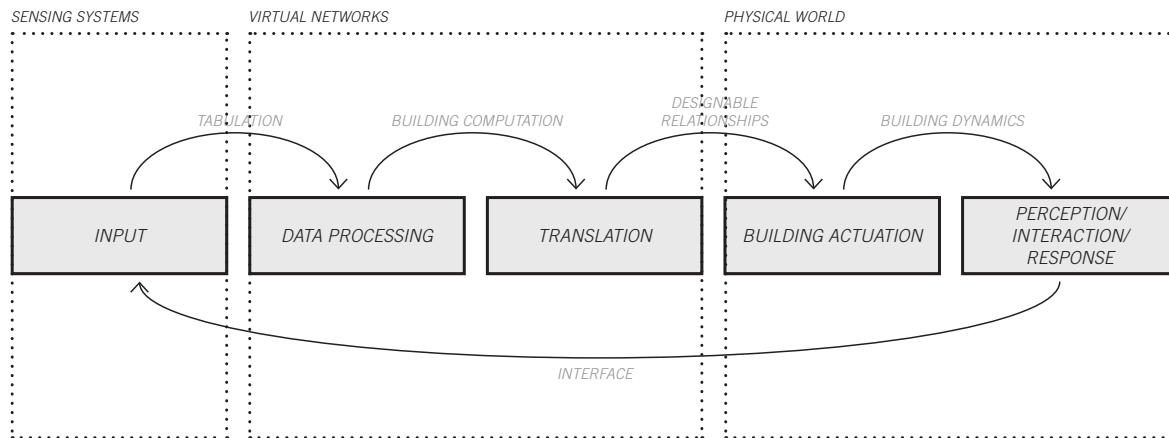 SENSING SYSTEMS
VIRTUAL NETWORKS
PHYSICAL WORLD
TABULATION
BUILDING COMPUTATION
DESIGNABLE
RELATIONSHIPS
BUILDING DYNAMICS
INPUT
DATA PROCESSING
TRANSLATION
BUILDING ACTUATION
PERCEPTION/
INTERACTION/
RESPONSE
INTERFACE